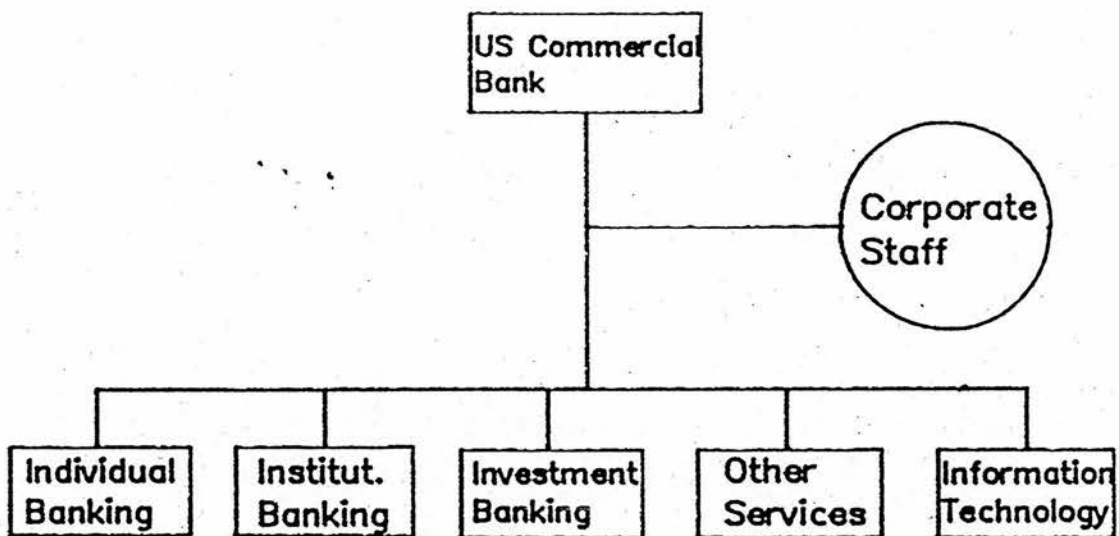 US Commercial
Bank
Corporate
Staff
Individual
Banking
Institut.
Banking
Investment
Banking
Other
Services
Information
Technology